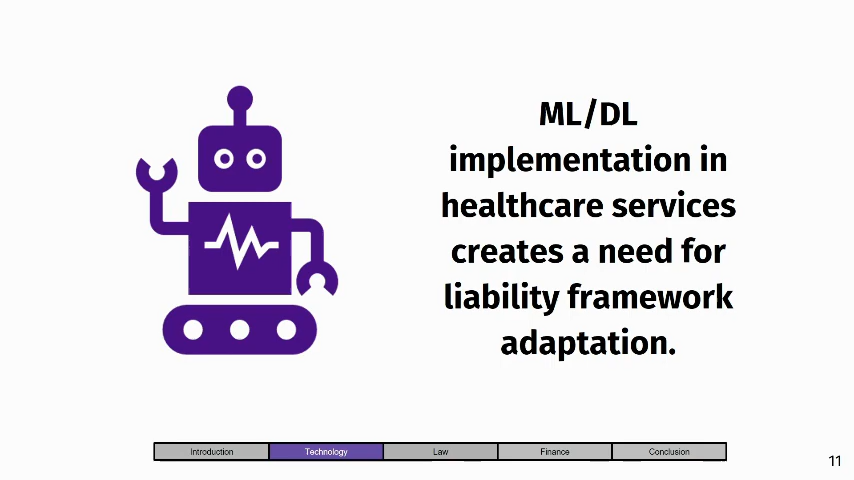 ML/DL
implementation in
healthcare services
creates a need for
liability framework
adaptation.
Introduction
Technology
Law
Finance
Conclusion
11